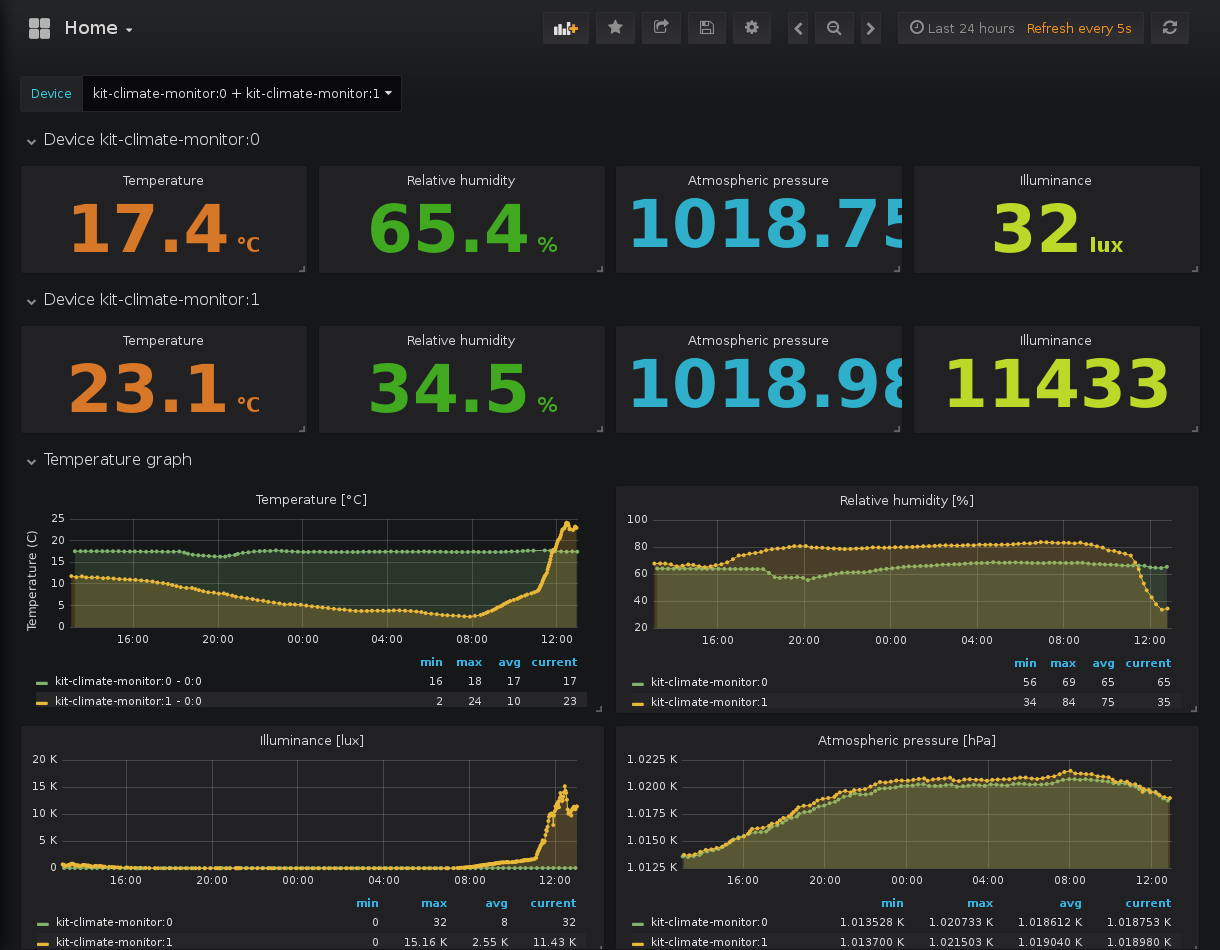 Home
Last 24 hours Refresh every 5s
Device kit-climate-monitor:0 + kit-climate-monitor:1
Device kit-climate-monitor:0
Temperature Relative humidity Atmospheric pressure Illuminance
17.4 °C 65.4 % 1018.75 32 lux
Device kit-climate-monitor:1
Temperature Relative humidity Atmospheric pressure Illuminance
23.1 °C 34.5 % 1018.98 11433
Temperature graph
Temperature [°C]
Temperature (C)
25
20
15
10
5
0
16:00 20:00 00:00 04:00 08:00 12:00
min max avg current
kit-climate-monitor:0 - 0:0 16 18 17 17
kit-climate-monitor:1 - 0:0 2 24 10 23
Relative humidity [%]
100
80
60
40
20
16:00 20:00 00:00 04:00 08:00 12:00
min max avg current
kit-climate-monitor:0 56 69 65 65
kit-climate-monitor:1 34 84 75 35
Illuminance [lux]
20 K
15 K
10 K
5 K
0
16:00 20:00 00:00 04:00 08:00 12:00
min max avg current
kit-climate-monitor:0 0 32 8 32
kit-climate-monitor:1 0 15.16 K 2.55 K 11.43 K
Atmospheric pressure [hPa]
1.0225 K
1.0200 K
1.0175 K
1.0150 K
1.0125 K
16:00 20:00 00:00 04:00 08:00 12:00
min max avg current
kit-climate-monitor:0 1.013528 K 1.020733 K 1.018612 K 1.018753 K
kit-climate-monitor:1 1.013700 K 1.021503 K 1.019040 K 1.018980 K